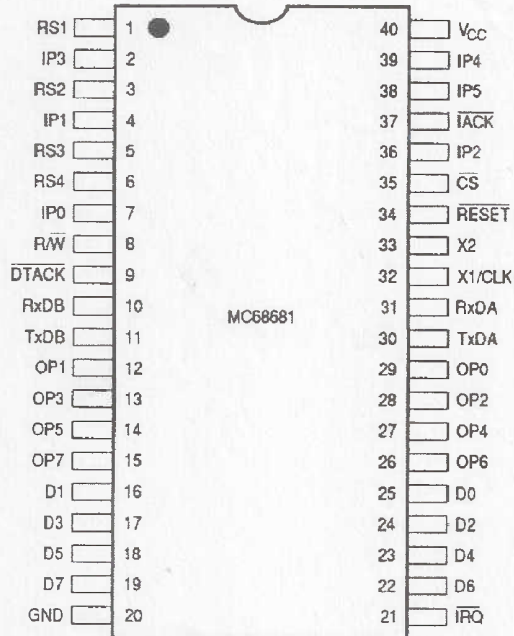 RS1 1 40 VCC
IP3 2 39 IP4
RS2 3 38 IP5
IP1 4 37 IACK
RS3 5 36 IP2
RS4 6 35 CS
IP0 7 34 RESET
R/W 8 33 X2
DTACK 9 32 X1/CLK
RxDB 10 31 RxDA
MC68681
TxDB 11 30 TxDA
OP1 12 29 OP0
OP3 13 28 OP2
OP5 14 27 OP4
OP7 15 26 OP6
D1 16 25 D0
D3 17 24 D2
D5 18 23 D4
D7 19 22 D6
GND 20 21 IRQ